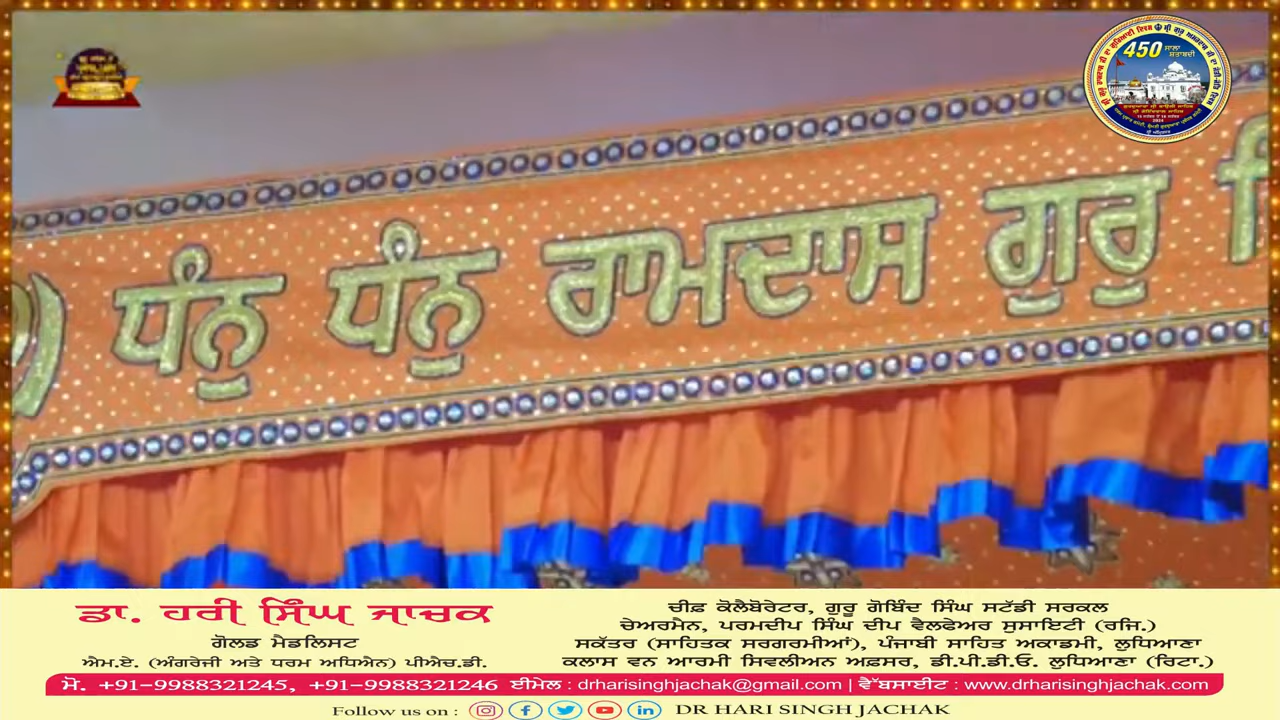 450 ਸਾਲਾ
ਸ਼ਤਾਬਦੀ
ਧੰਨੁ ਧੰਨੁ ਰਾਮਦਾਸ ਗੁਰੁ
ਡਾ. ਹਰੀ ਸਿੰਘ ਜਾਚਕ
ਗੋਲਡ ਮੈਡਲਿਸਟ
ਐਮ.ਏ. (ਅੰਗਰੇਜੀ ਅਤੇ ਧਰਮ ਅਧਿਐਨ) ਪੀਐਚ.ਡੀ.
ਚੀਫ਼ ਕੋਲੈਬੋਰੇਟਰ, ਗੁਰੂ ਗੋਬਿੰਦ ਸਿੰਘ ਸਟੱਡੀ ਸਰਕਲ
ਚੇਅਰਮੈਨ, ਪਰਮਦੀਪ ਸਿੰਘ ਦੀਪ ਵੈਲਫੇਅਰ ਸੁਸਾਇਟੀ (ਰਜਿ.)
ਸਕੱਤਰ (ਸਾਹਿਤਕ ਸਰਗਰਮੀਆਂ), ਪੰਜਾਬੀ ਸਾਹਿਤ ਅਕਾਡਮੀ, ਲੁਧਿਆਣਾ
ਕਲਾਸ ਵਨ ਆਰਮੀ ਸਿਵਲੀਅਨ ਅਫ਼ਸਰ, ਡੀ.ਪੀ.ਡੀ.ਓ. ਲੁਧਿਆਣਾ (ਰਿਟਾ.)
ਮੋ. +91-9988321245, +91-9988321246 ਈਮੇਲ : drharisinghjachak@gmail.com | ਵੈੱਬਸਾਈਟ : www.drharisinghjachak.com
Follow us on : DR HARI SINGH JACHAK